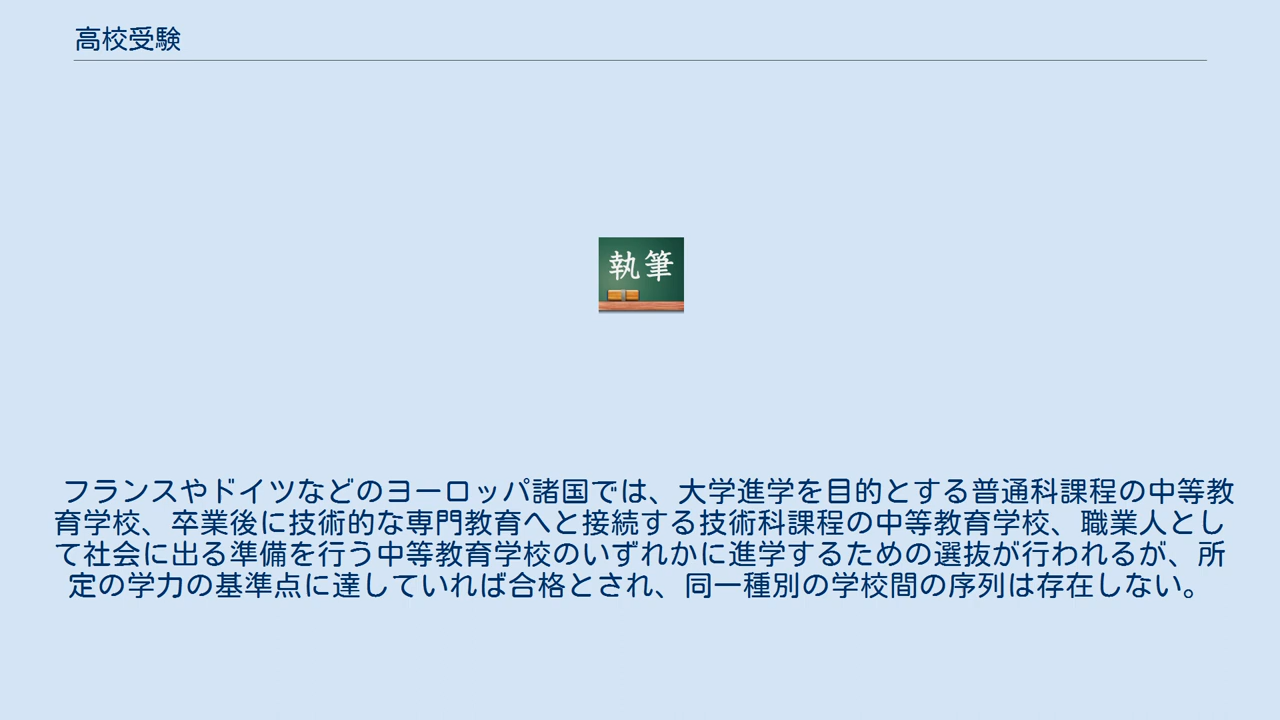 高校受験
執筆
フランスやドイツなどのヨーロッパ諸国では、大学進学を目的とする普通科課程の中等教
育学校、卒業後に技術的な専門教育へと接続する技術科課程の中等教育学校、職業人とし
て社会に出る準備を行う中等教育学校のいずれかに進学するための選抜が行われるが、所
定の学力の基準点に達していれば合格とされ、同一種別の学校間の序列は存在しない。